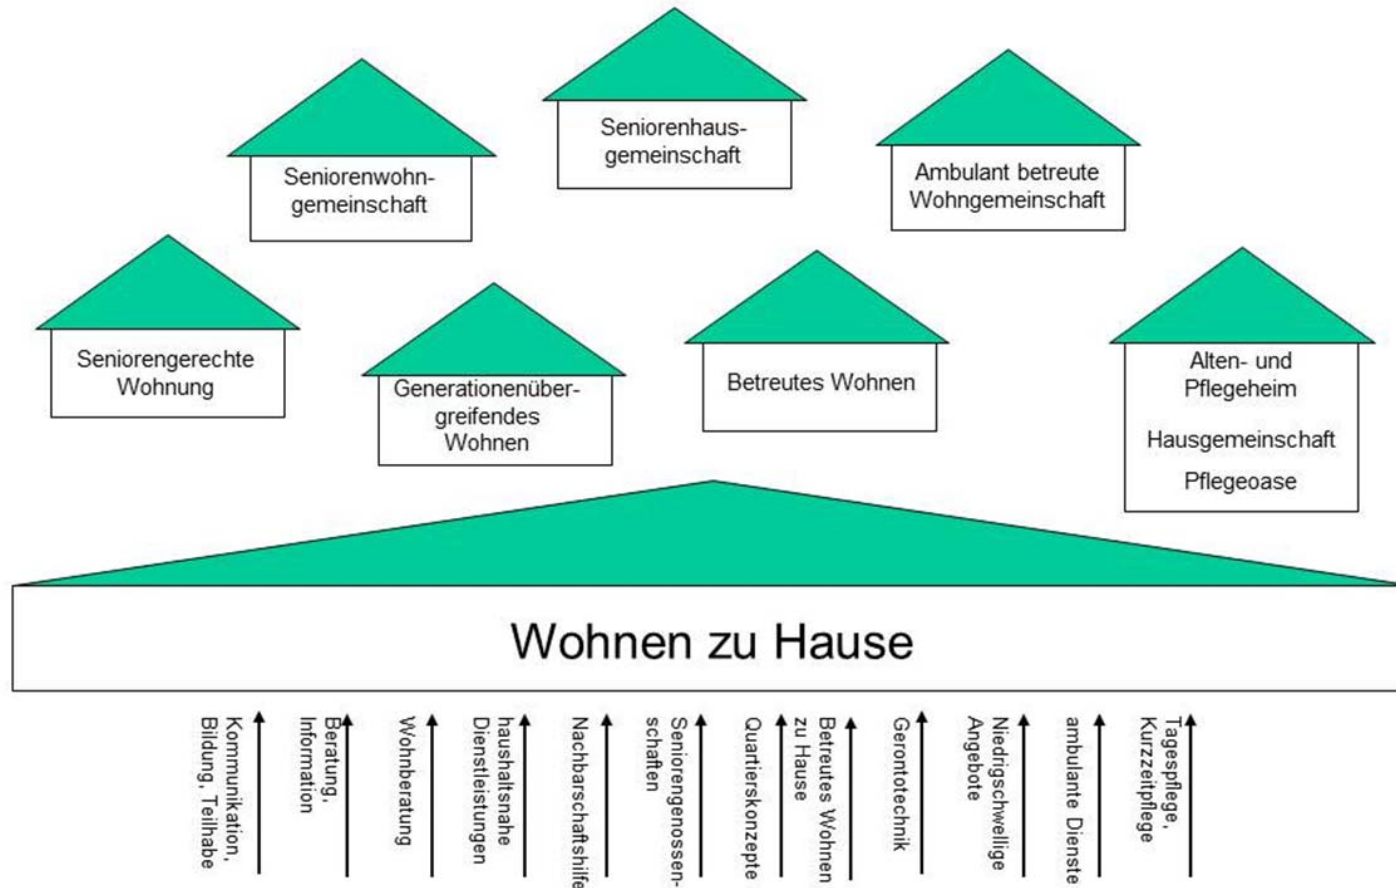 Seniorenhaus-
gemeinschaft
Seniorenwohn-
gemeinschaft
Ambulant betreute
Wohngemeinschaft
Seniorengerechte
Wohnung
Generationenüber-
greifendes
Wohnen
Betreutes Wohnen
Alten- und
Pflegeheim
Hausgemeinschaft
Pflegeoase
Wohnen zu Hause
Kommunikation,
Bildung, Teilhabe
Beratung,
Information
Wohnberatung
haushaltsnahe
Dienstleistungen
Nachbarschaftshilfe
Seniorengenossen-
schaften
Quartierskonzepte
Betreutes Wohnen
zu Hause
Gerontotechnik
Niedrigschwellige
Angebote
ambulante Dienste
Tagespflege,
Kurzzeitpflege